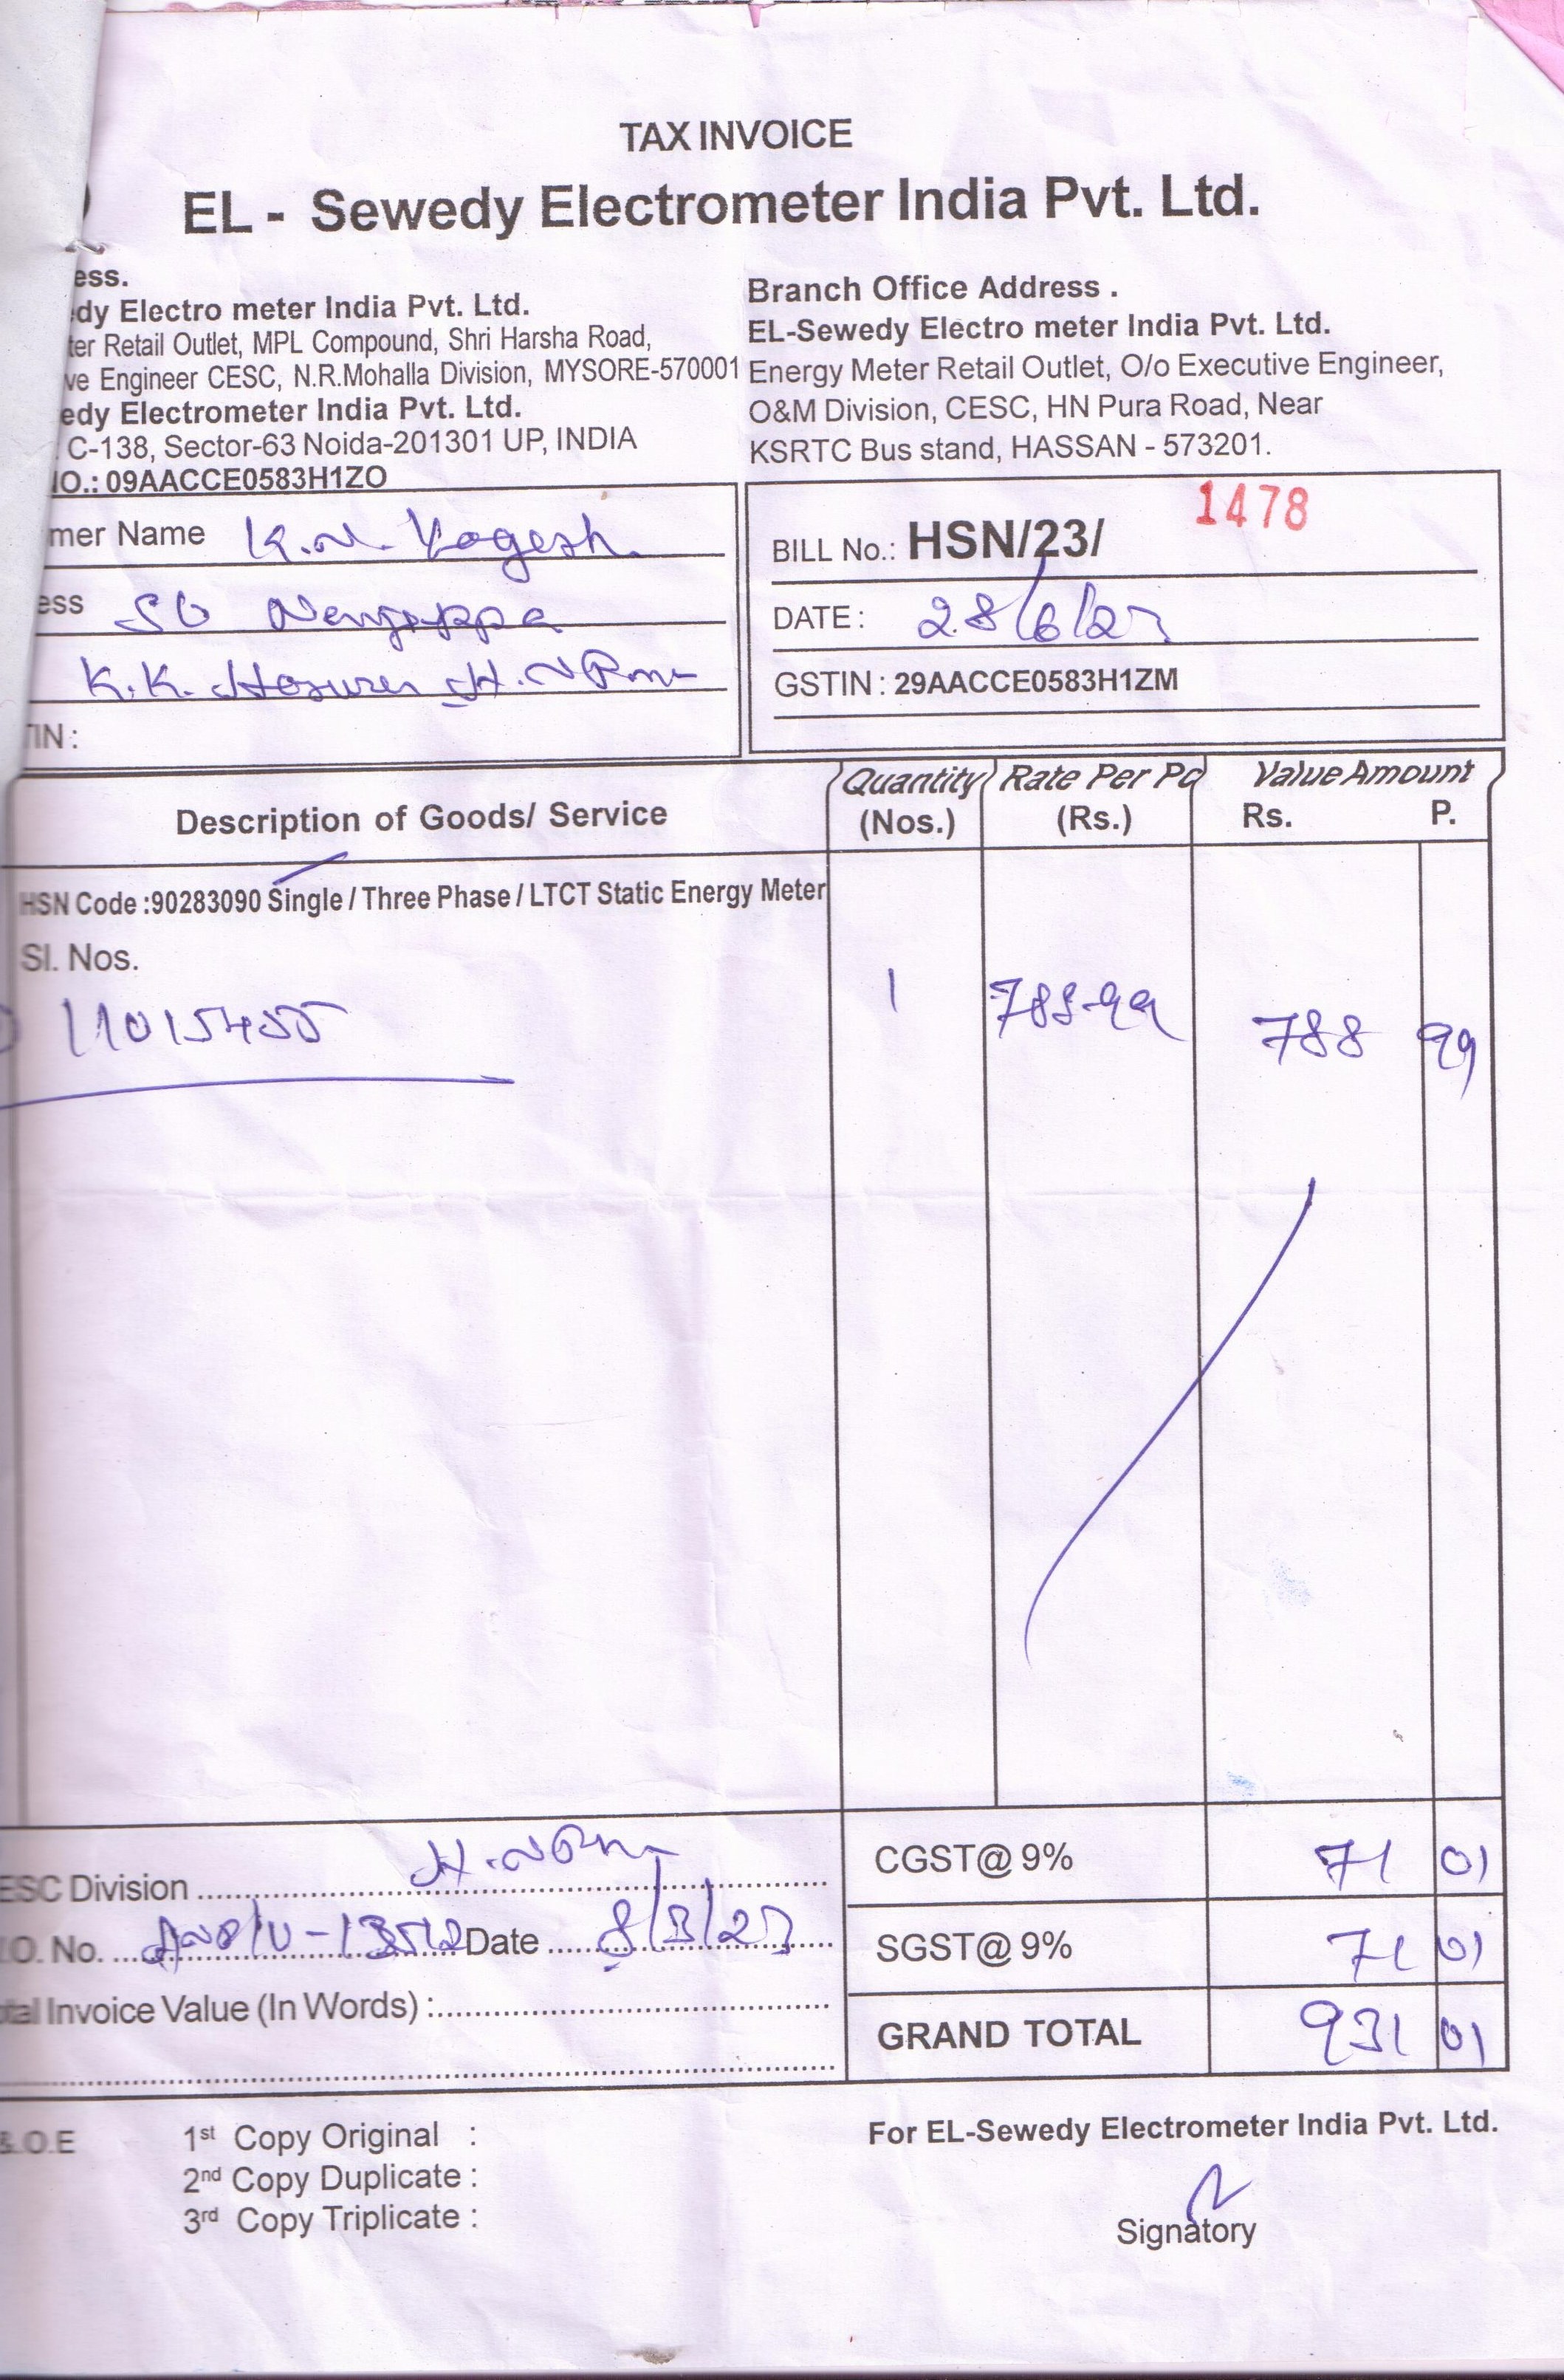 TAX INVOICE
EL - Sewedy Electrometer India Pvt. Ltd.
ess.
dy Electro meter India Pvt. Ltd.
ter Retail Outlet, MPL Compound, Shri Harsha Road,
ve Engineer CESC, N.R.Mohalla Division, MYSORE-570001
edy Electrometer India Pvt. Ltd.
C-138, Sector-63 Noida-201301 UP, INDIA
IO.: 09AACCE0583H1ZO
Branch Office Address .
EL-Sewedy Electro meter India Pvt. Ltd.
Energy Meter Retail Outlet, O/o Executive Engineer,
O&M Division, CESC, HN Pura Road, Near
KSRTC Bus stand, HASSAN - 573201.
mer Name K.N. Yogesh
ess
K.K. Hosuru
TIN :
BILL No.: HSN/23/ 1478
DATE : 28/6/23
GSTIN : 29AACCE0583H1ZM
Description of Goods/ Service Quantity (Nos.) Rate Per Pc (Rs.) Value Amount Rs. P.
HSN Code :90283090 Single / Three Phase / LTCT Static Energy Meter
Sl. Nos.
11015455 1 788-99 788 99
ESC Division
O. No. Date 8/3/23
tal Invoice Value (In Words) :
CGST@ 9% 71 01
SGST@ 9% 71 01
GRAND TOTAL 931 01
&.O.E
1st Copy Original :
2nd Copy Duplicate :
3rd Copy Triplicate :
For EL-Sewedy Electrometer India Pvt. Ltd.
Signatory